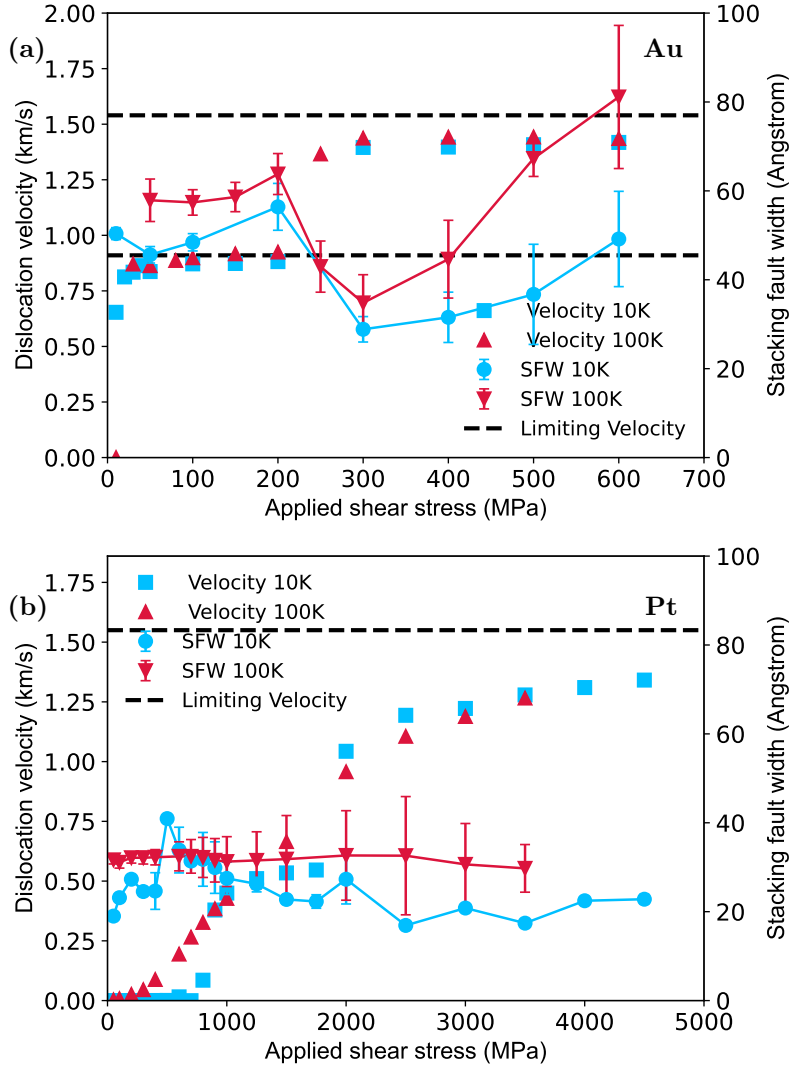 (a)
Au
2.00
1.75
1.50
1.25
1.00
0.75
0.50
0.25
0.00
Dislocation velocity (km/s)
100
80
60
40
20
0
Stacking fault width (Angstrom)
Velocity 10K
Velocity 100K
SFW 10K
SFW 100K
Limiting Velocity
0 100 200 300 400 500 600 700
Applied shear stress (MPa)
(b)
Pt
1.75
1.50
1.25
1.00
0.75
0.50
0.25
0.00
Dislocation velocity (km/s)
Velocity 10K
Velocity 100K
SFW 10K
SFW 100K
Limiting Velocity
100
80
60
40
20
0
Stacking fault width (Angstrom)
0 1000 2000 3000 4000 5000
Applied shear stress (MPa)